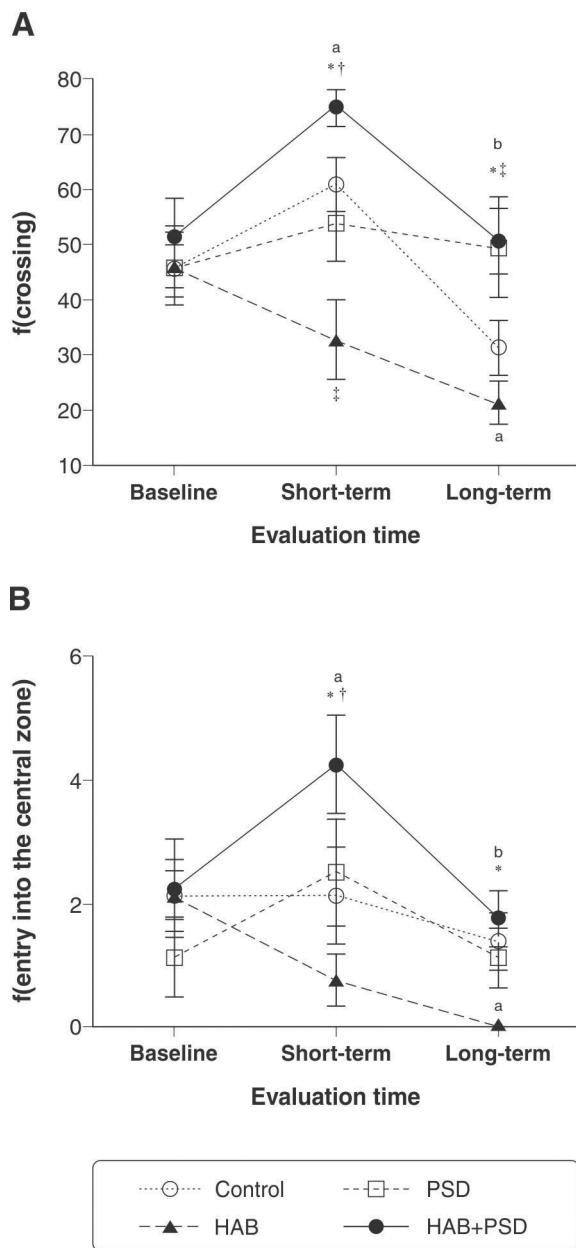 A
a
*†
80
70
b
*‡
60
f(crossing)
50
40
30
20
‡
a
10
Baseline Short-term Long-term
Evaluation time
B
6
a
*†
f(entry into the central zone)
4
b
*
2
a
0
Baseline Short-term Long-term
Evaluation time
Control PSD
HAB HAB+PSD